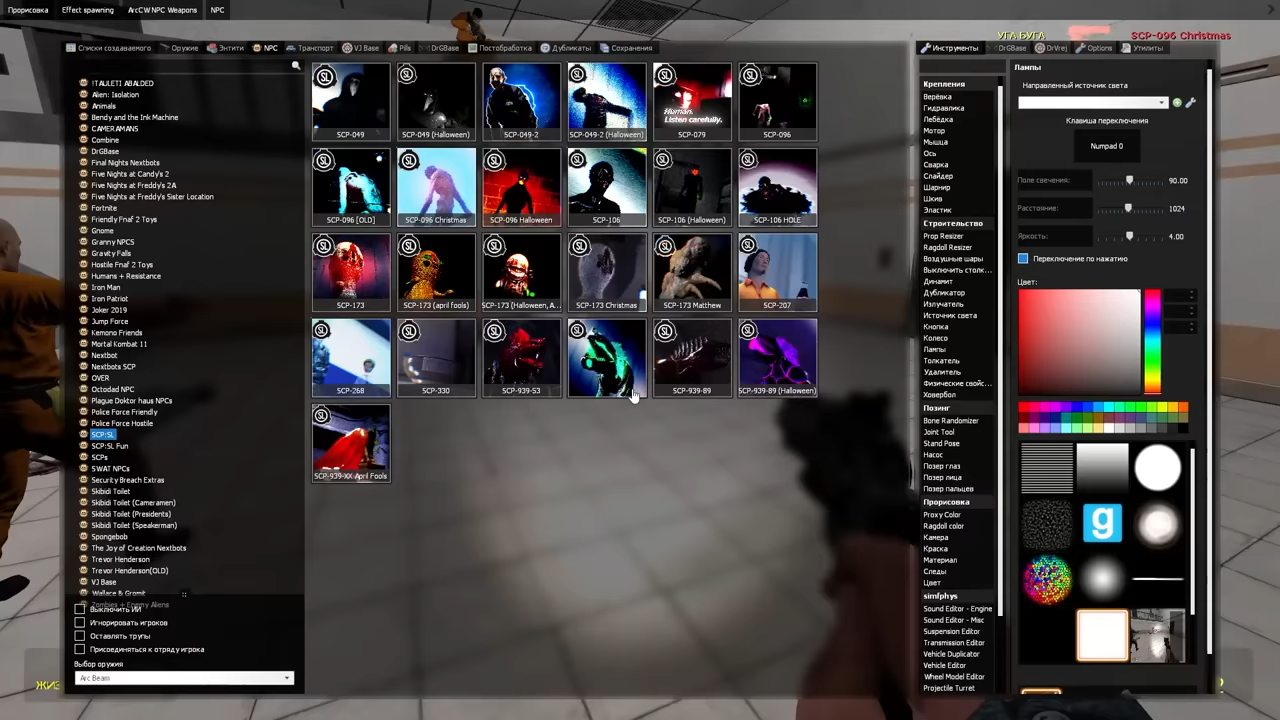 Прорисовка Effect spawning ArcCW NPC Weapons NPC
УГА БУГА
SCP-096 Christmas
Списки создаваемого Оружие Энтити NPC Транспорт VJ Base Pills DrGBase Постобработка Дубликаты Сохранения
Инструменты DrGBase DrVrej Options Утилиты
!TAULETI ABALDED
Alien: Isolation
Animals
Bendy and the Ink Machine
CAMERAMANS
Combine
DrGBase
Final Nights Nextbots
Five Nights at Candy's 2
Five Nights at Freddy's 2A
Five Nights at Freddy's Sister Location
Fortnite
Friendly Fnaf 2 Toys
Gnome
Granny NPCS
Gravity Falls
Hostile Fnaf 2 Toys
Humans + Resistance
Iron Man
Iron Patriot
Joker 2019
Jump Force
Kemono Friends
Mortal Kombat 11
Nextbot
Nextbots SCP
OVER
Octodad NPC
Plague Doktor haus NPCs
Police Force Friendly
Police Force Hostile
SCP:SL
SCP:SL Fun
SCPs
SWAT NPCs
Security Breach Extras
Skibidi Toilet
Skibidi Toilet (Cameramen)
Skibidi Toilet (Presidents)
Skibidi Toilet (Speakerman)
Spongebob
The Joy of Creation Nextbots
Trevor Henderson
Trevor Henderson(OLD)
VJ Base
Wallace & Gromit
Zombies + Enemy Aliens
Выключить ИИ
Игнорировать игроков
Оставлять трупы
Присоединяться к отряду игрока
Выбор оружия
Arc Beam
Human.
Listen carefully.
SCP-049 SCP-049 (Halloween) SCP-049-2 SCP-049-2 (Halloween) SCP-079 SCP-096
SCP-096 [OLD] SCP-096 Christmas SCP-096 Halloween SCP-106 SCP-106 (Halloween) SCP-106 HOLE
SCP-173 SCP-173 (april fools) SCP-173 (Halloween, A... SCP-173 Christmas SCP-173 Matthew SCP-207
SCP-268 SCP-330 SCP-939-53 SCP-939-89 SCP-939-89 (Halloween)
SCP-939-XX April Fools
Крепления
Верёвка
Гидравлика
Лебёдка
Мотор
Мышца
Ось
Сварка
Слайдер
Шарнир
Шкив
Эластик
Строительство
Prop Resizer
Ragdoll Resizer
Воздушные шары
Выключить столк...
Динамит
Дубликатор
Излучатель
Источник света
Кнопка
Колесо
Лампы
Толкатель
Удалитель
Физические свойс...
Ховербол
Позинг
Bone Randomizer
Joint Tool
Stand Pose
Насос
Позер глаз
Позер лица
Позер пальцев
Прорисовка
Proxy Color
Ragdoll color
Камера
Краска
Материал
Следы
Цвет
simfphys
Sound Editor - Engine
Sound Editor - Misc
Suspension Editor
Transmission Editor
Vehicle Duplicator
Vehicle Editor
Wheel Model Editor
Projectile Turret
Лампы
Направленный источник света
Клавиша переключения
Numpad 0
Поле свечения: 90.00
Расстояние: 1024
Яркость: 4.00
Переключение по нажатию
Цвет:
g